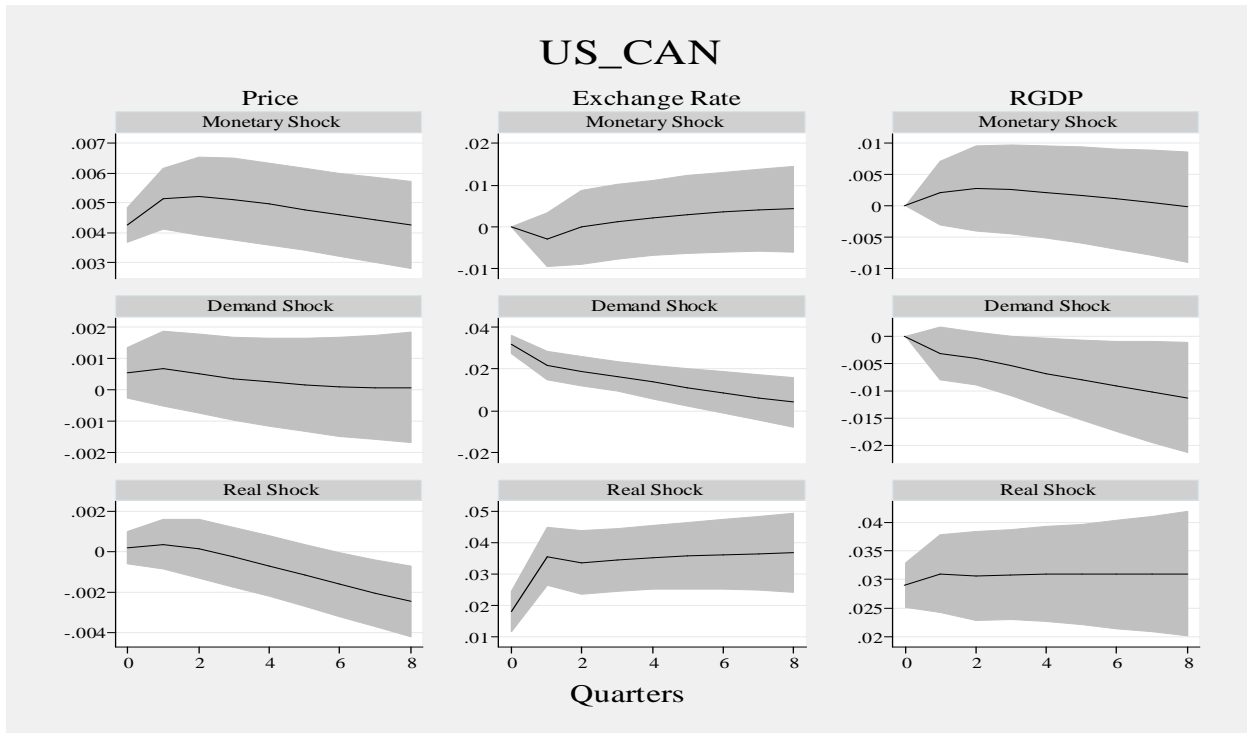 US_CAN
Price
Exchange Rate
RGDP
Monetary Shock
Monetary Shock
Monetary Shock
.007
.006
.005
.004
.003
.02
.01
0
-.01
.01
.005
0
-.005
-.01
Demand Shock
Demand Shock
Demand Shock
.002
.001
0
-.001
-.002
.04
.02
0
-.02
0
-.005
-.01
-.015
-.02
Real Shock
Real Shock
Real Shock
.002
0
-.002
-.004
.05
.04
.03
.02
.01
.04
.035
.03
.025
.02
0 2 4 6 8
0 2 4 6 8
0 2 4 6 8
Quarters